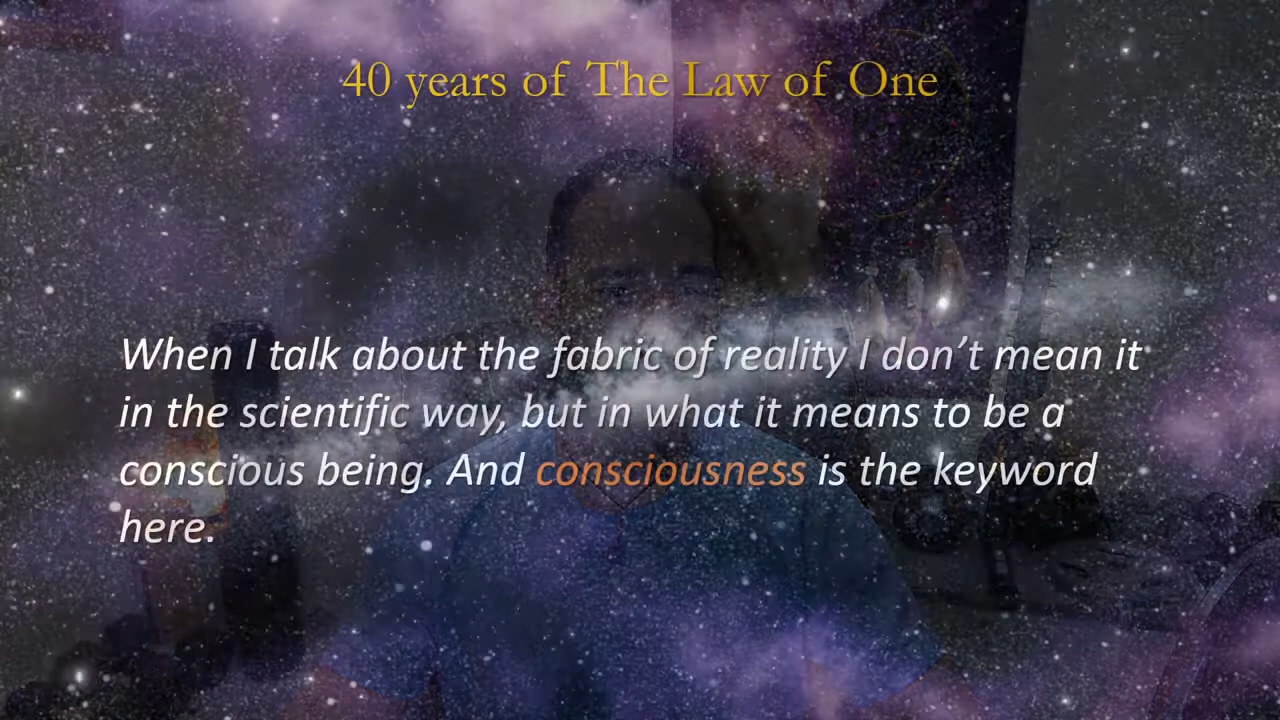 40 years of The Law of One
When I talk about the fabric of reality I don’t mean it
in the scientific way, but in what it means to be a
conscious being. And consciousness is the keyword
here.